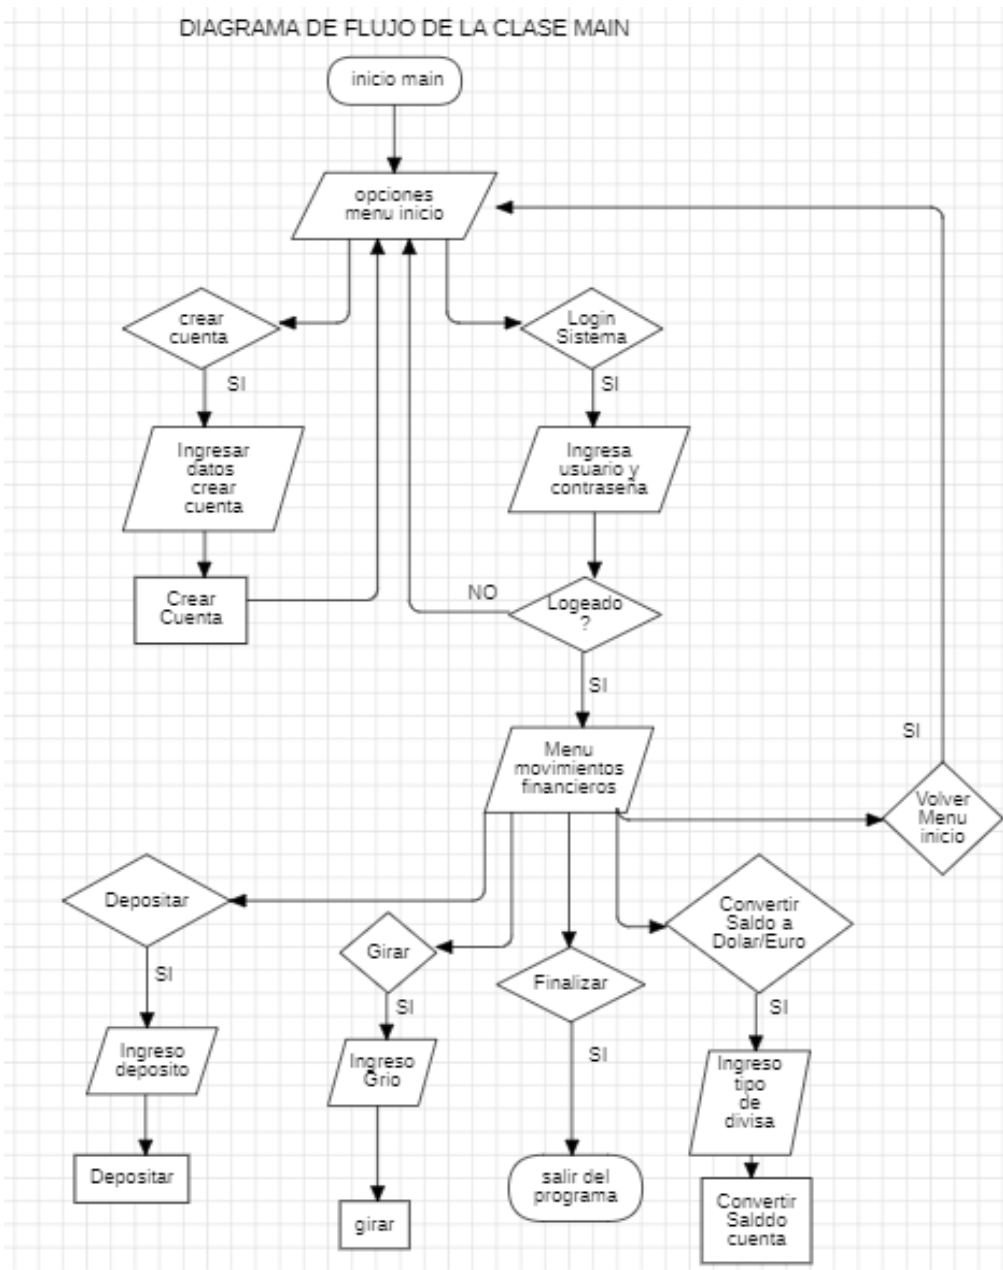 DIAGRAMA DE FLUJO DE LA CLASE MAIN
inicio main
opciones
menu inicio
crear
cuenta
Login
Sistema
SI
SI
Ingresar
datos
crear
cuenta
Ingresa
usuario y
contraseña
Crear
Cuenta
NO
Logeado
?
SI
Menu
movimientos
financieros
SI
Volver
Menu
inicio
Depositar
Girar
Finalizar
Convertir
Saldo a
Dolar/Euro
SI
SI
SI
SI
Ingreso
deposito
Ingreso
Grio
Ingreso
tipo
de
divisa
Depositar
girar
salir del
programa
Convertir
Salddo
cuenta